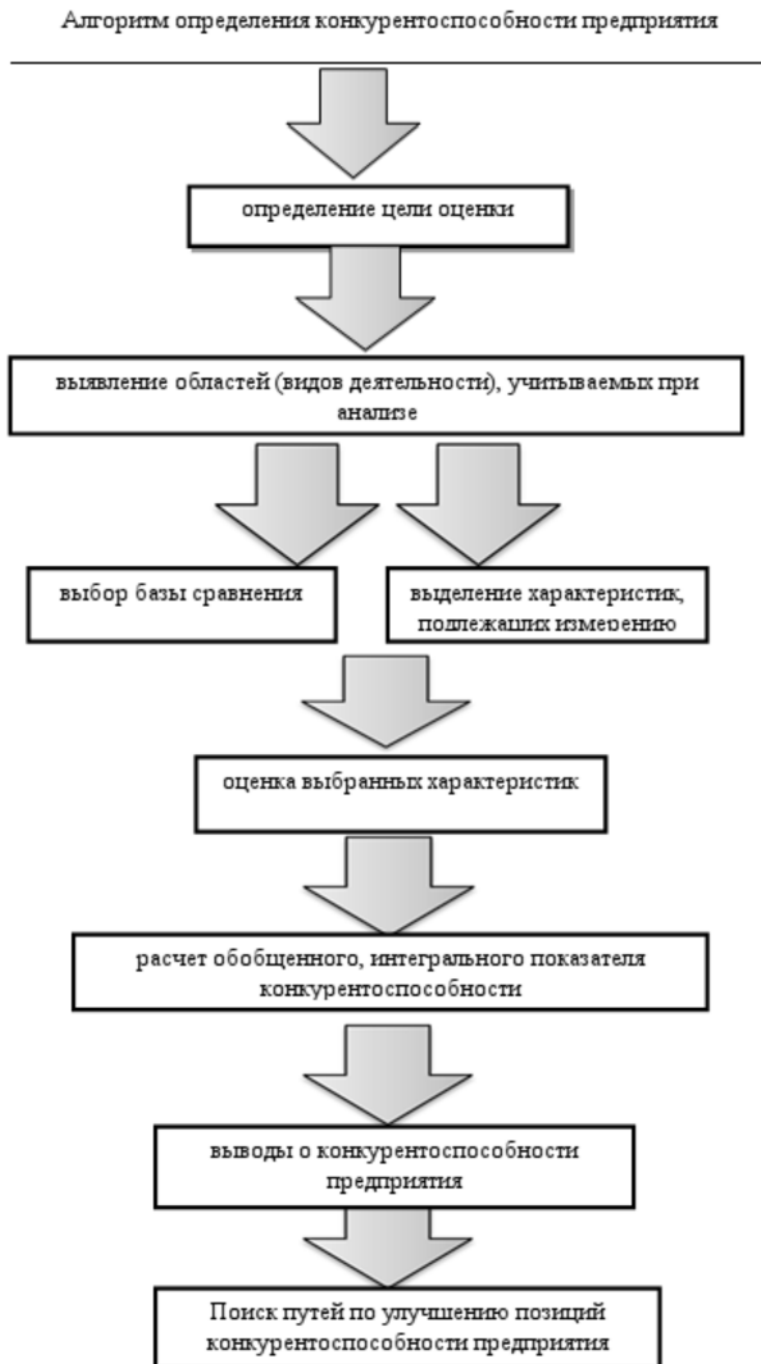 Алгоритм определения конкурентоспособности предприятия
определение цели оценки
выявление областей (видов деятельности), учитываемых при
анализе
выбор базы сравнения
выделение характеристик,
подлежащих измерению
оценка выбранных характеристик
расчет обобщенного, интегрального показателя
конкурентоспособности
выводы о конкурентоспособности
предприятия
Поиск путей по улучшению позиций
конкурентоспособности предприятия